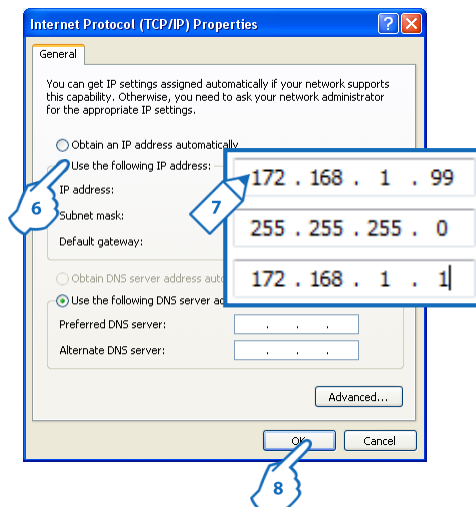 Internet Protocol (TCP/IP) Properties
General
You can get IP settings assigned automatically if your network supports
this capability. Otherwise, you need to ask your network administrator
for the appropriate IP settings.
Obtain an IP address automatically
Use the following IP address:
IP address:
172 . 168 . 1 . 99
6
7
Subnet mask:
255 . 255 . 255 . 0
Default gateway:
172 . 168 . 1 . 1
Obtain DNS server address
Use the following DNS server
Preferred DNS server:
. . .
Alternate DNS server:
. . .
Advanced...
OK
Cancel
8